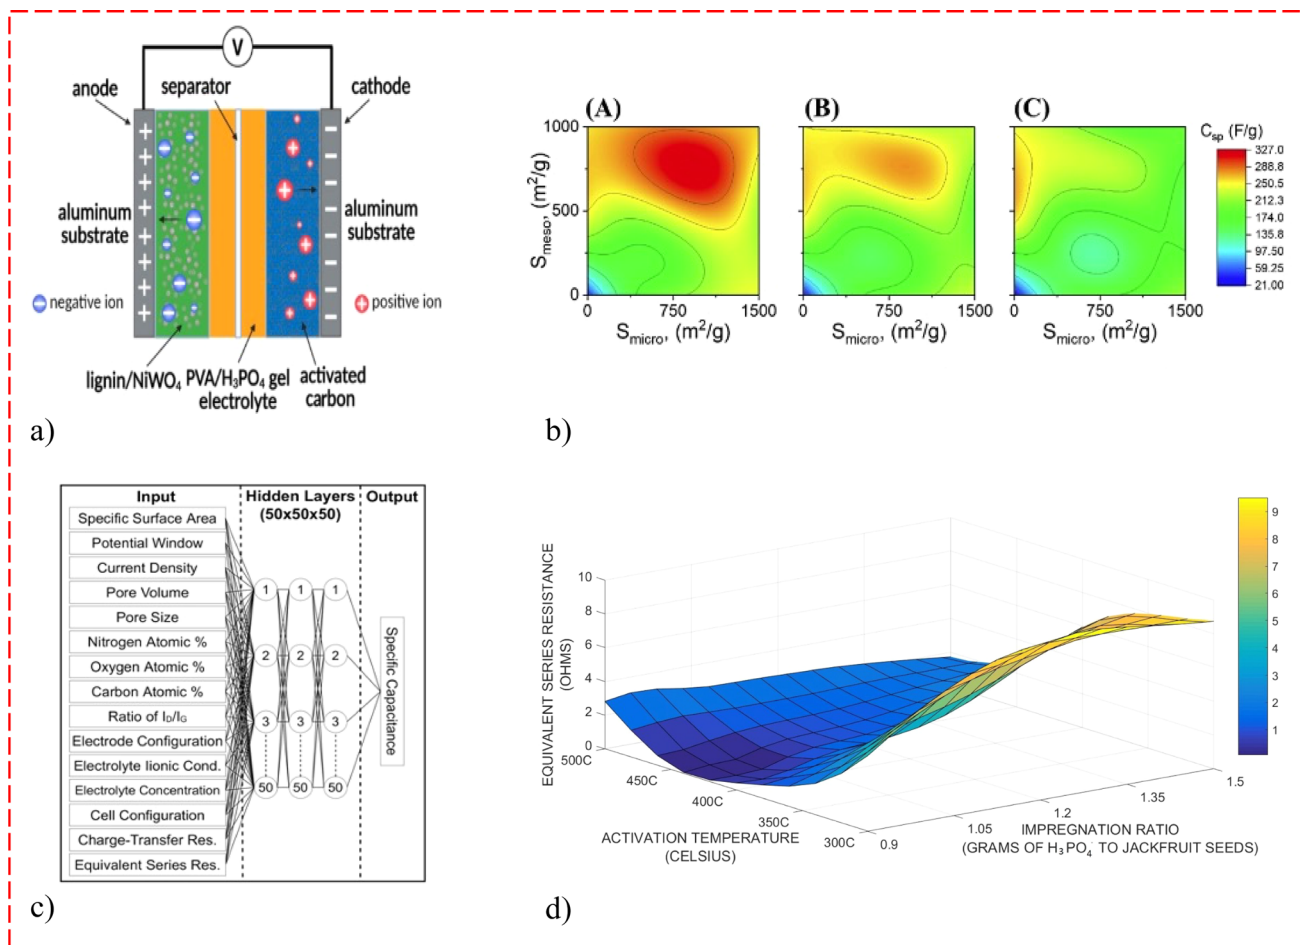 V
anode
separator
cathode
aluminum
substrate
aluminum
substrate
negative ion
positive ion
lignin/NiWO₄
PVA/H₃PO₄ gel
electrolyte
activated
carbon
a)
(A)
(B)
(C)
C_sp (F/g)
327.0
288.8
250.5
212.3
174.0
135.8
97.50
59.25
21.00
S_meso, (m²/g)
1000
500
0
0 750 1500
0 750 1500
0 750 1500
S_micro, (m²/g)
S_micro, (m²/g)
S_micro, (m²/g)
b)
Input
Hidden Layers
(50x50x50)
Output
Specific Surface Area
Potential Window
Current Density
Pore Volume
Pore Size
Nitrogen Atomic %
Oxygen Atomic %
Carbon Atomic %
Ratio of I_D/I_G
Electrode Configuration
Electrolyte Iionic Cond.
Electrolyte Concentration
Cell Configuration
Charge-Transfer Res.
Equivalent Series Res.
1 1 1
2 2 2
3 3 3
50 50 50
Specific Capacitance
c)
EQUIVALENT SERIES RESISTANCE
(OHMS)
10
8
6
4
2
0
500C
450C
400C
350C
300C
ACTIVATION TEMPERATURE
(CELSIUS)
0.9
1.05
1.2
1.35
1.5
IMPREGNATION RATIO
(GRAMS OF H₃PO₄ TO JACKFRUIT SEEDS)
9
8
7
6
5
4
3
2
1
d)